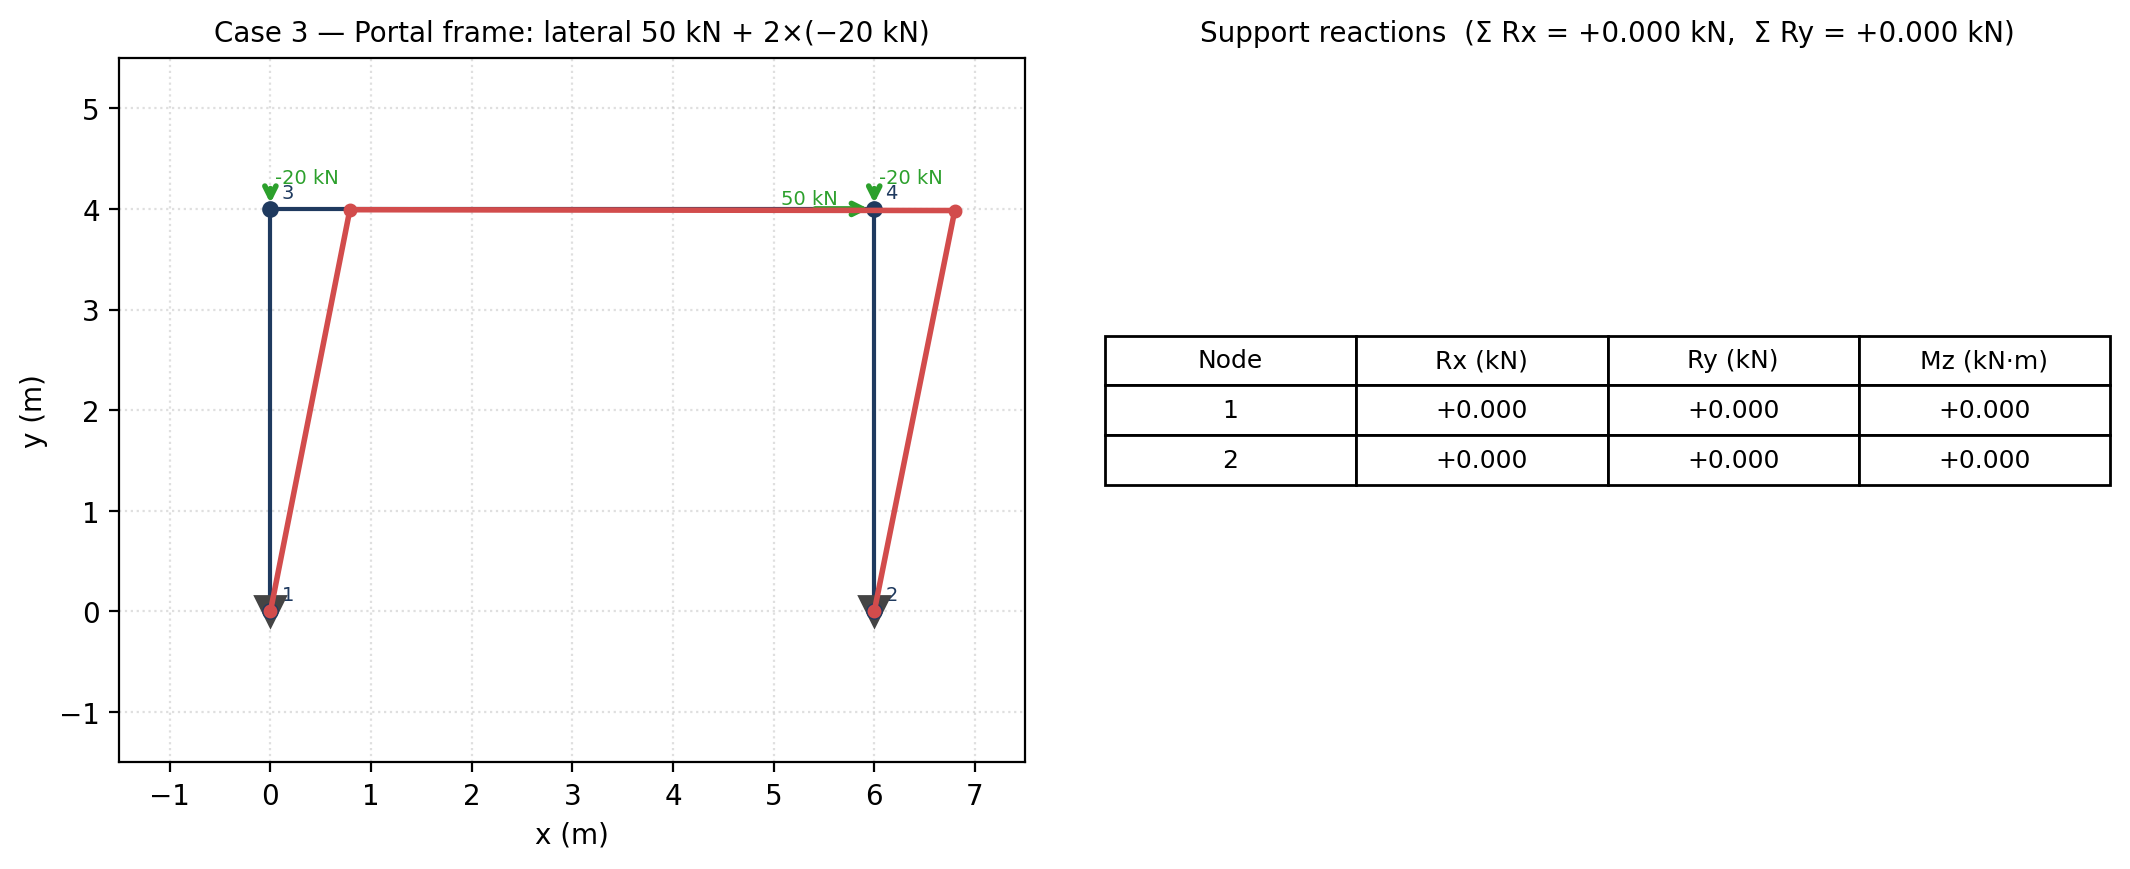 Case 3 — Portal frame: lateral 50 kN + 2×(−20 kN)
5
4
3
2
1
0
−1
y (m)
-20 kN
3
50 kN
-20 kN
4
1
2
−1
0
1
2
3
4
5
6
7
x (m)
Support reactions  (Σ Rx = +0.000 kN,  Σ Ry = +0.000 kN)
Node Rx (kN) Ry (kN) Mz (kN·m)
1 +0.000 +0.000 +0.000
2 +0.000 +0.000 +0.000